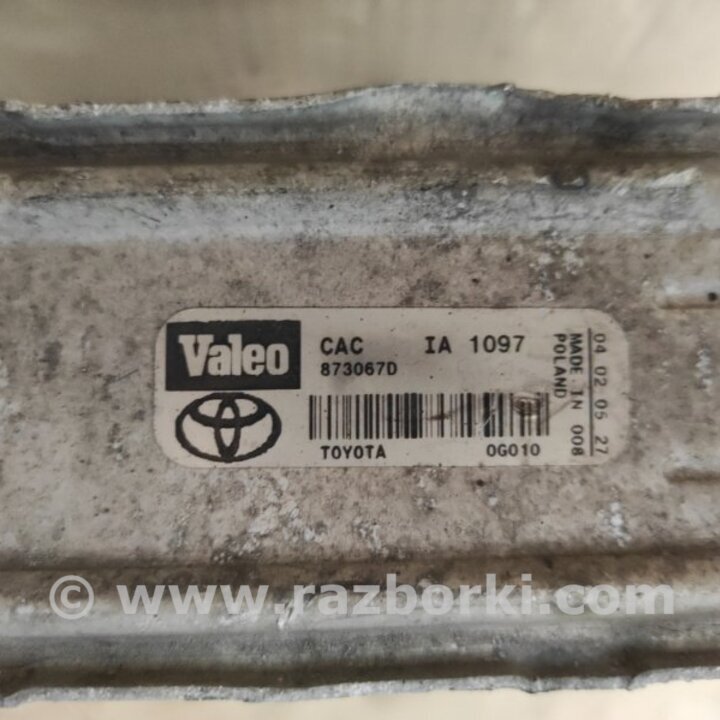 Valeo CAC IA 1097
873067D
TOYOTA 0G010
MADE IN 008
POLAND
04 02 05 27
© www.razborki.com